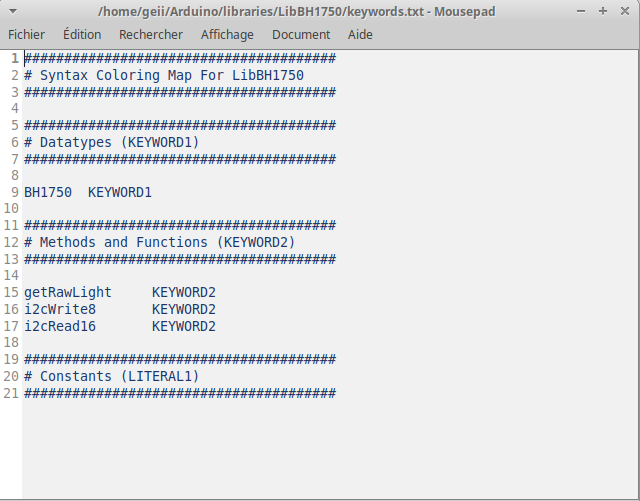 /home/geii/Arduino/libraries/LibBH1750/keywords.txt - Mousepad
Fichier Édition Rechercher Affichage Document Aide
1 #######################################
2 # Syntax Coloring Map For LibBH1750
3 #######################################
4
5 #######################################
6 # Datatypes (KEYWORD1)
7 #######################################
8
9 BH1750 KEYWORD1
10
11 #######################################
12 # Methods and Functions (KEYWORD2)
13 #######################################
14
15 getRawLight KEYWORD2
16 i2cWrite8 KEYWORD2
17 i2cRead16 KEYWORD2
18
19 #######################################
20 # Constants (LITERAL1)
21 #######################################